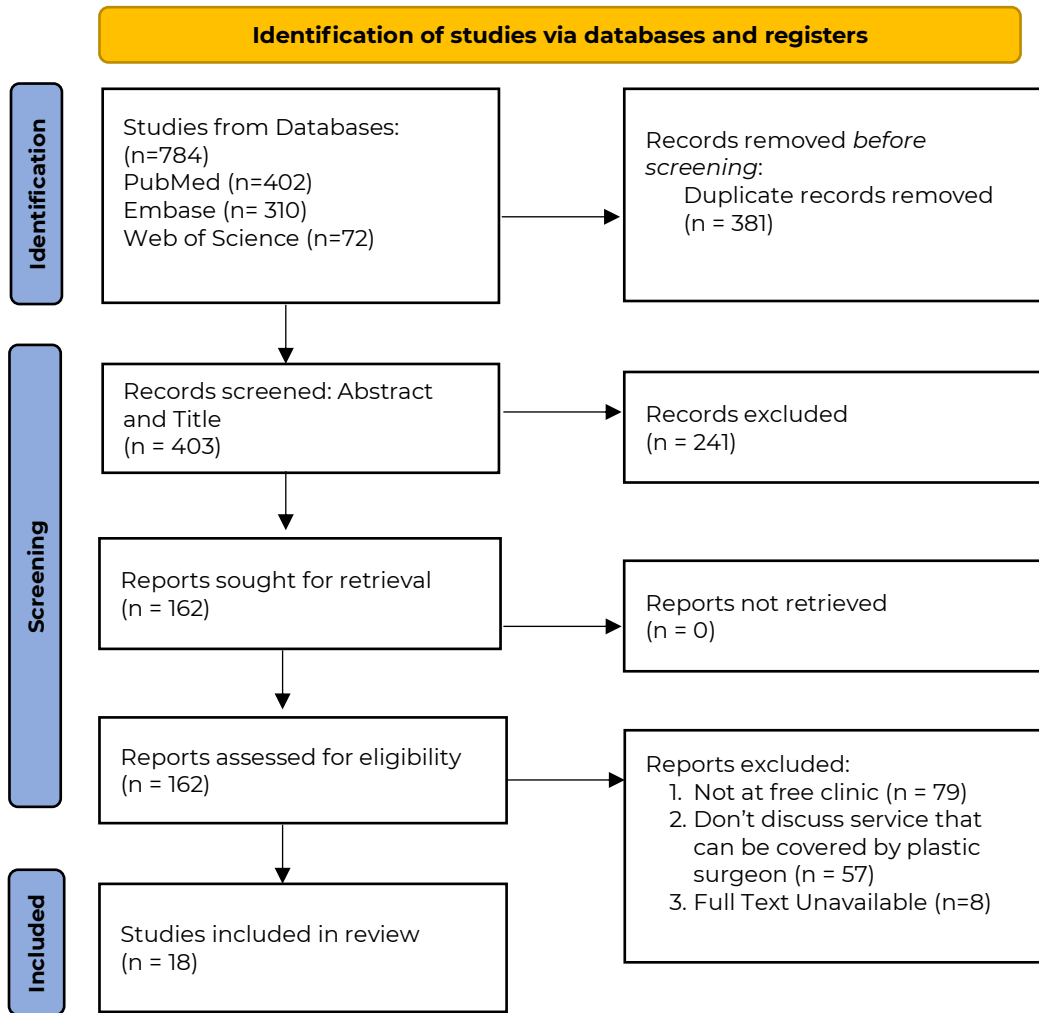 Identification of studies via databases and registers
Identification
Studies from Databases:
(n=784)
PubMed (n=402)
Embase (n= 310)
Web of Science (n=72)
Records removed before
screening:
Duplicate records removed
(n = 381)
Screening
Records screened: Abstract
and Title
(n = 403)
Records excluded
(n = 241)
Reports sought for retrieval
(n = 162)
Reports not retrieved
(n = 0)
Reports assessed for eligibility
(n = 162)
Reports excluded:
1. Not at free clinic (n = 79)
2. Don’t discuss service that
can be covered by plastic
surgeon (n = 57)
3. Full Text Unavailable (n=8)
Included
Studies included in review
(n = 18)